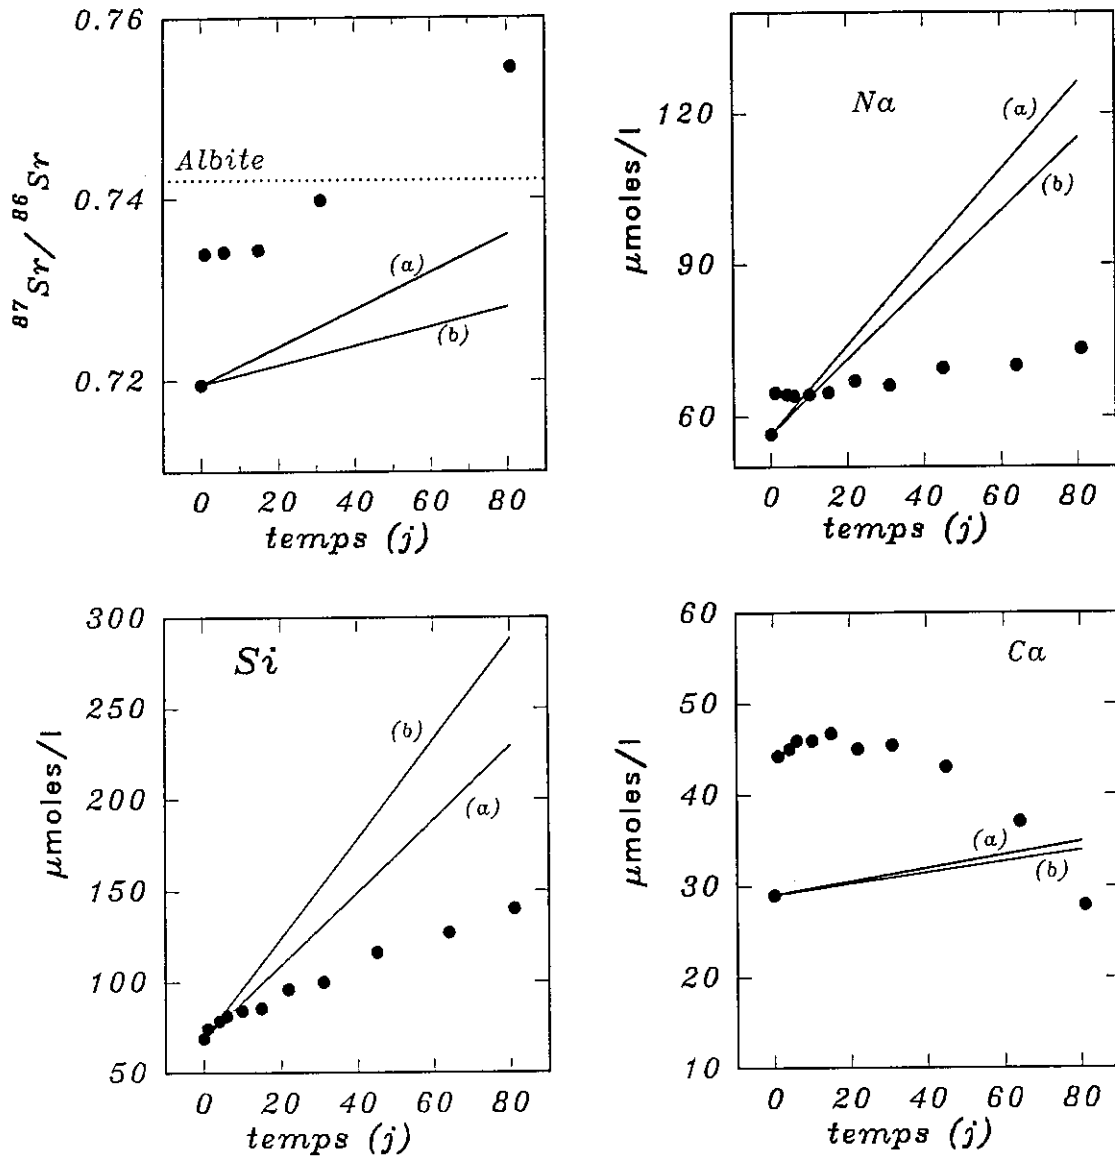 0.76
0.74
0.72
87Sr/ 86Sr
Albite
(a)
(b)
0 20 40 60 80
temps (j)
120
90
60
µmoles/l
Na
(a)
(b)
0 20 40 60 80
temps (j)
300
250
200
150
100
50
µmoles/l
Si
(b)
(a)
0 20 40 60 80
temps (j)
60
50
40
30
20
10
µmoles/l
Ca
(a)
(b)
0 20 40 60 80
temps (j)